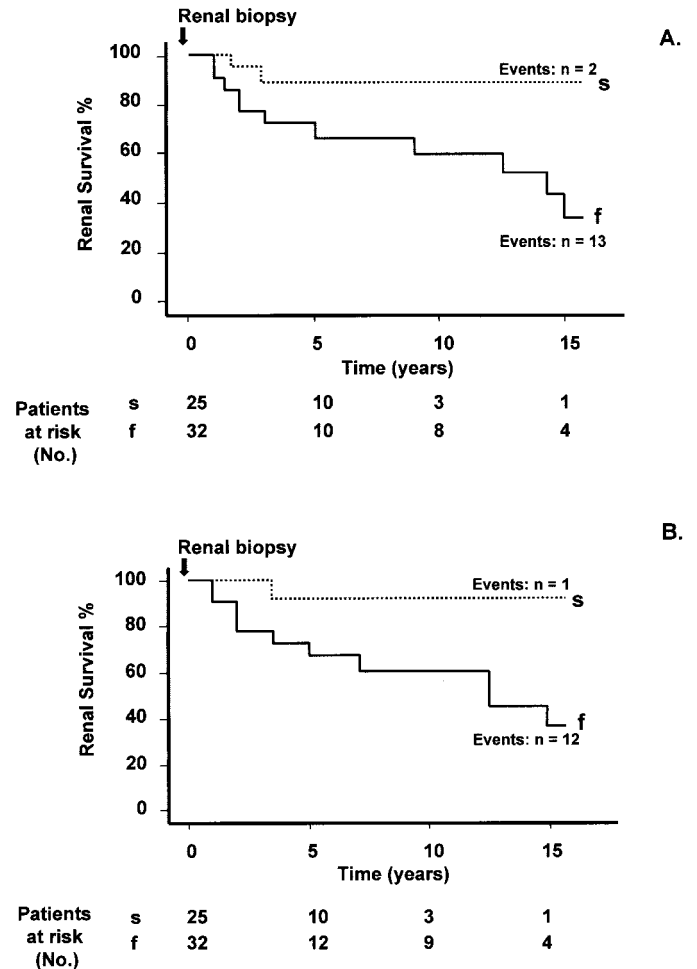 Renal biopsy
A.
100
80
60
40
20
0
Renal Survival %
Events: n = 2
s
f
Events: n = 13
0 5 10 15
Time (years)
Patients at risk (No.)
s 25 10 3 1
f 32 10 8 4
B.
Renal biopsy
100
80
60
40
20
0
Renal Survival %
Events: n = 1
s
f
Events: n = 12
0 5 10 15
Time (years)
Patients at risk (No.)
s 25 10 3 1
f 32 12 9 4